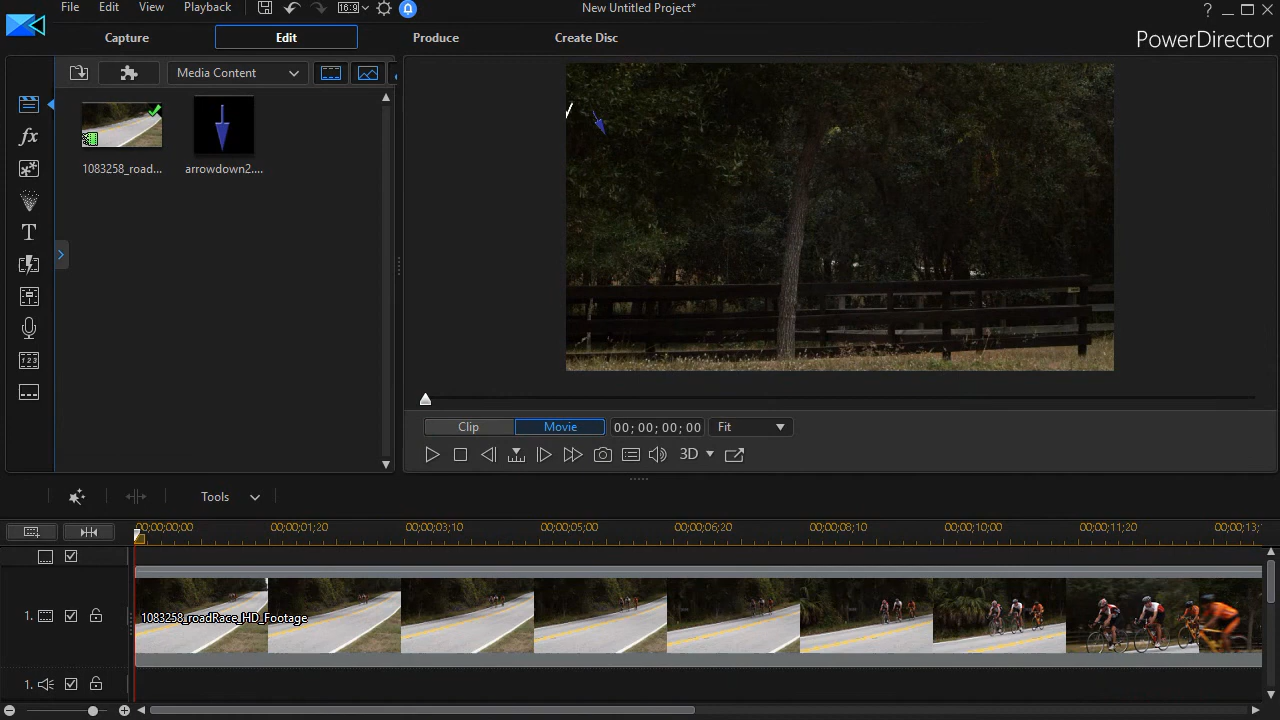 File Edit View Playback 16:9 New Untitled Project* ?
Capture Edit Produce Create Disc PowerDirector
Media Content
fx
1083258_road... arrowdown2....
T
Clip Movie 00; 00; 00; 00 Fit
3D
Tools
00;00;00;00 00;00;01;20 00;00;03;10 00;00;05;00 00;00;06;20 00;00;08;10 00;00;10;00 00;00;11;20 00;00;13;
1.
1083258_roadRace_HD_Footage
1.